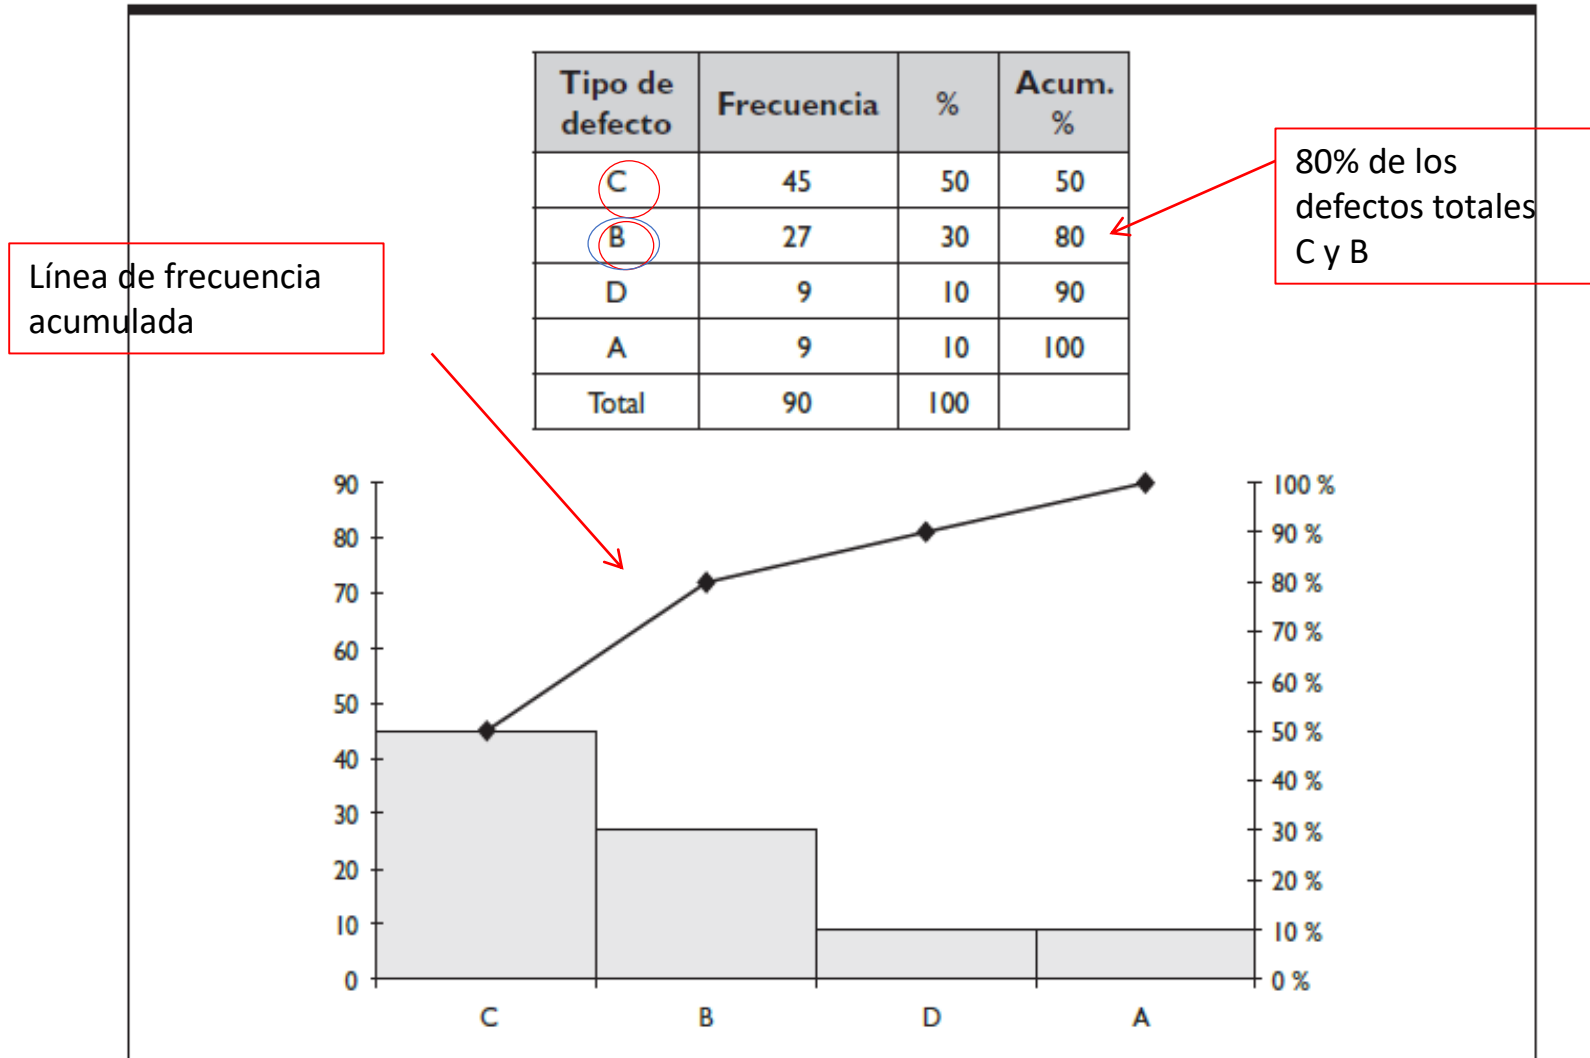 Tipo de defecto Frecuencia % Acum. %
C 45 50 50
B 27 30 80
D 9 10 90
A 9 10 100
Total 90 100
80% de los
defectos totales
C y B
Línea de frecuencia
acumulada
90 100 %
80 90 %
70 80 %
60 70 %
50 60 %
40 50 %
30 40 %
20 30 %
10 20 %
0 10 %
0 %
C B D A